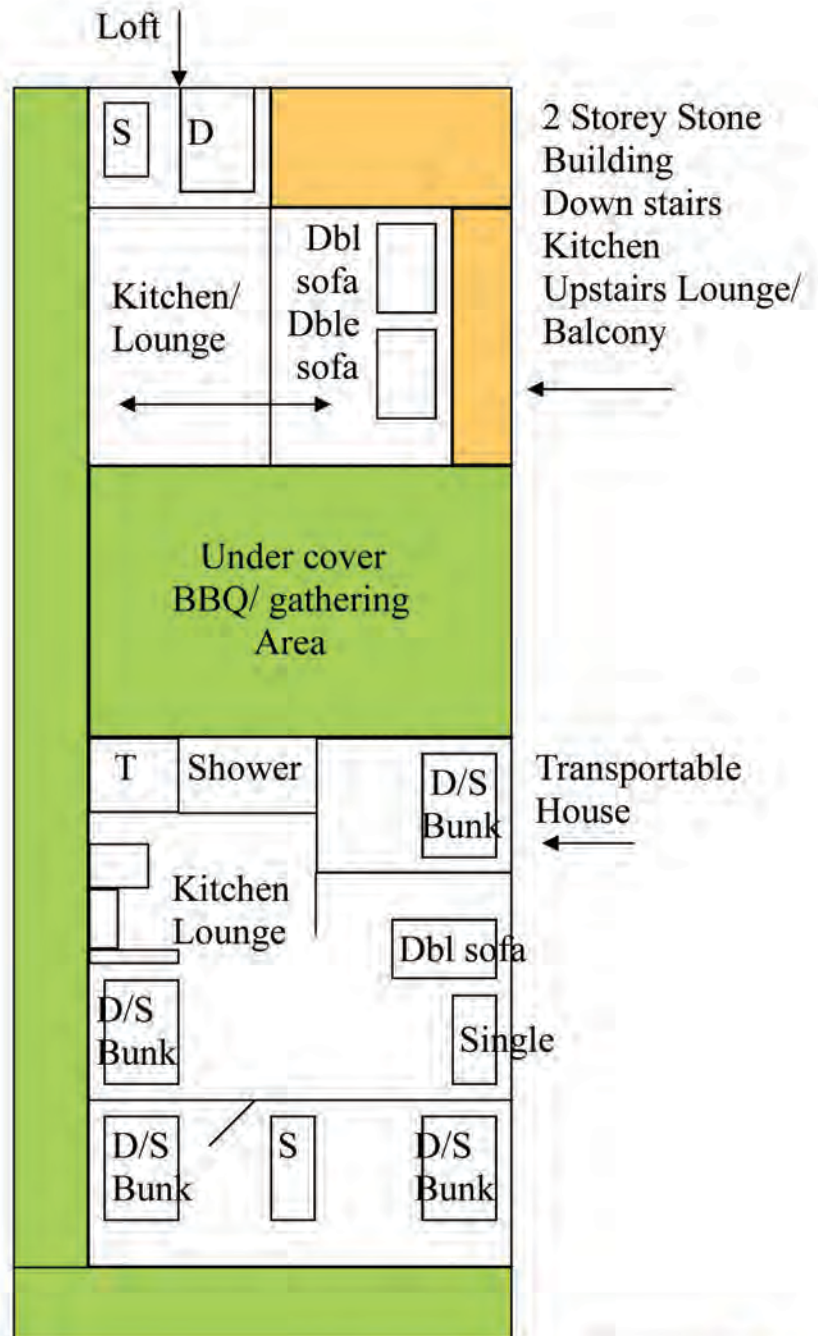 Loft
S
D
2 Storey Stone
Building
Down stairs
Kitchen
Upstairs Lounge/
Balcony
Dbl
sofa
Dble
sofa
Kitchen/
Lounge
Under cover
BBQ/ gathering
Area
T
Shower
D/S
Bunk
Transportable
House
Kitchen
Lounge
Dbl sofa
D/S
Bunk
Single
D/S
Bunk
S
D/S
Bunk